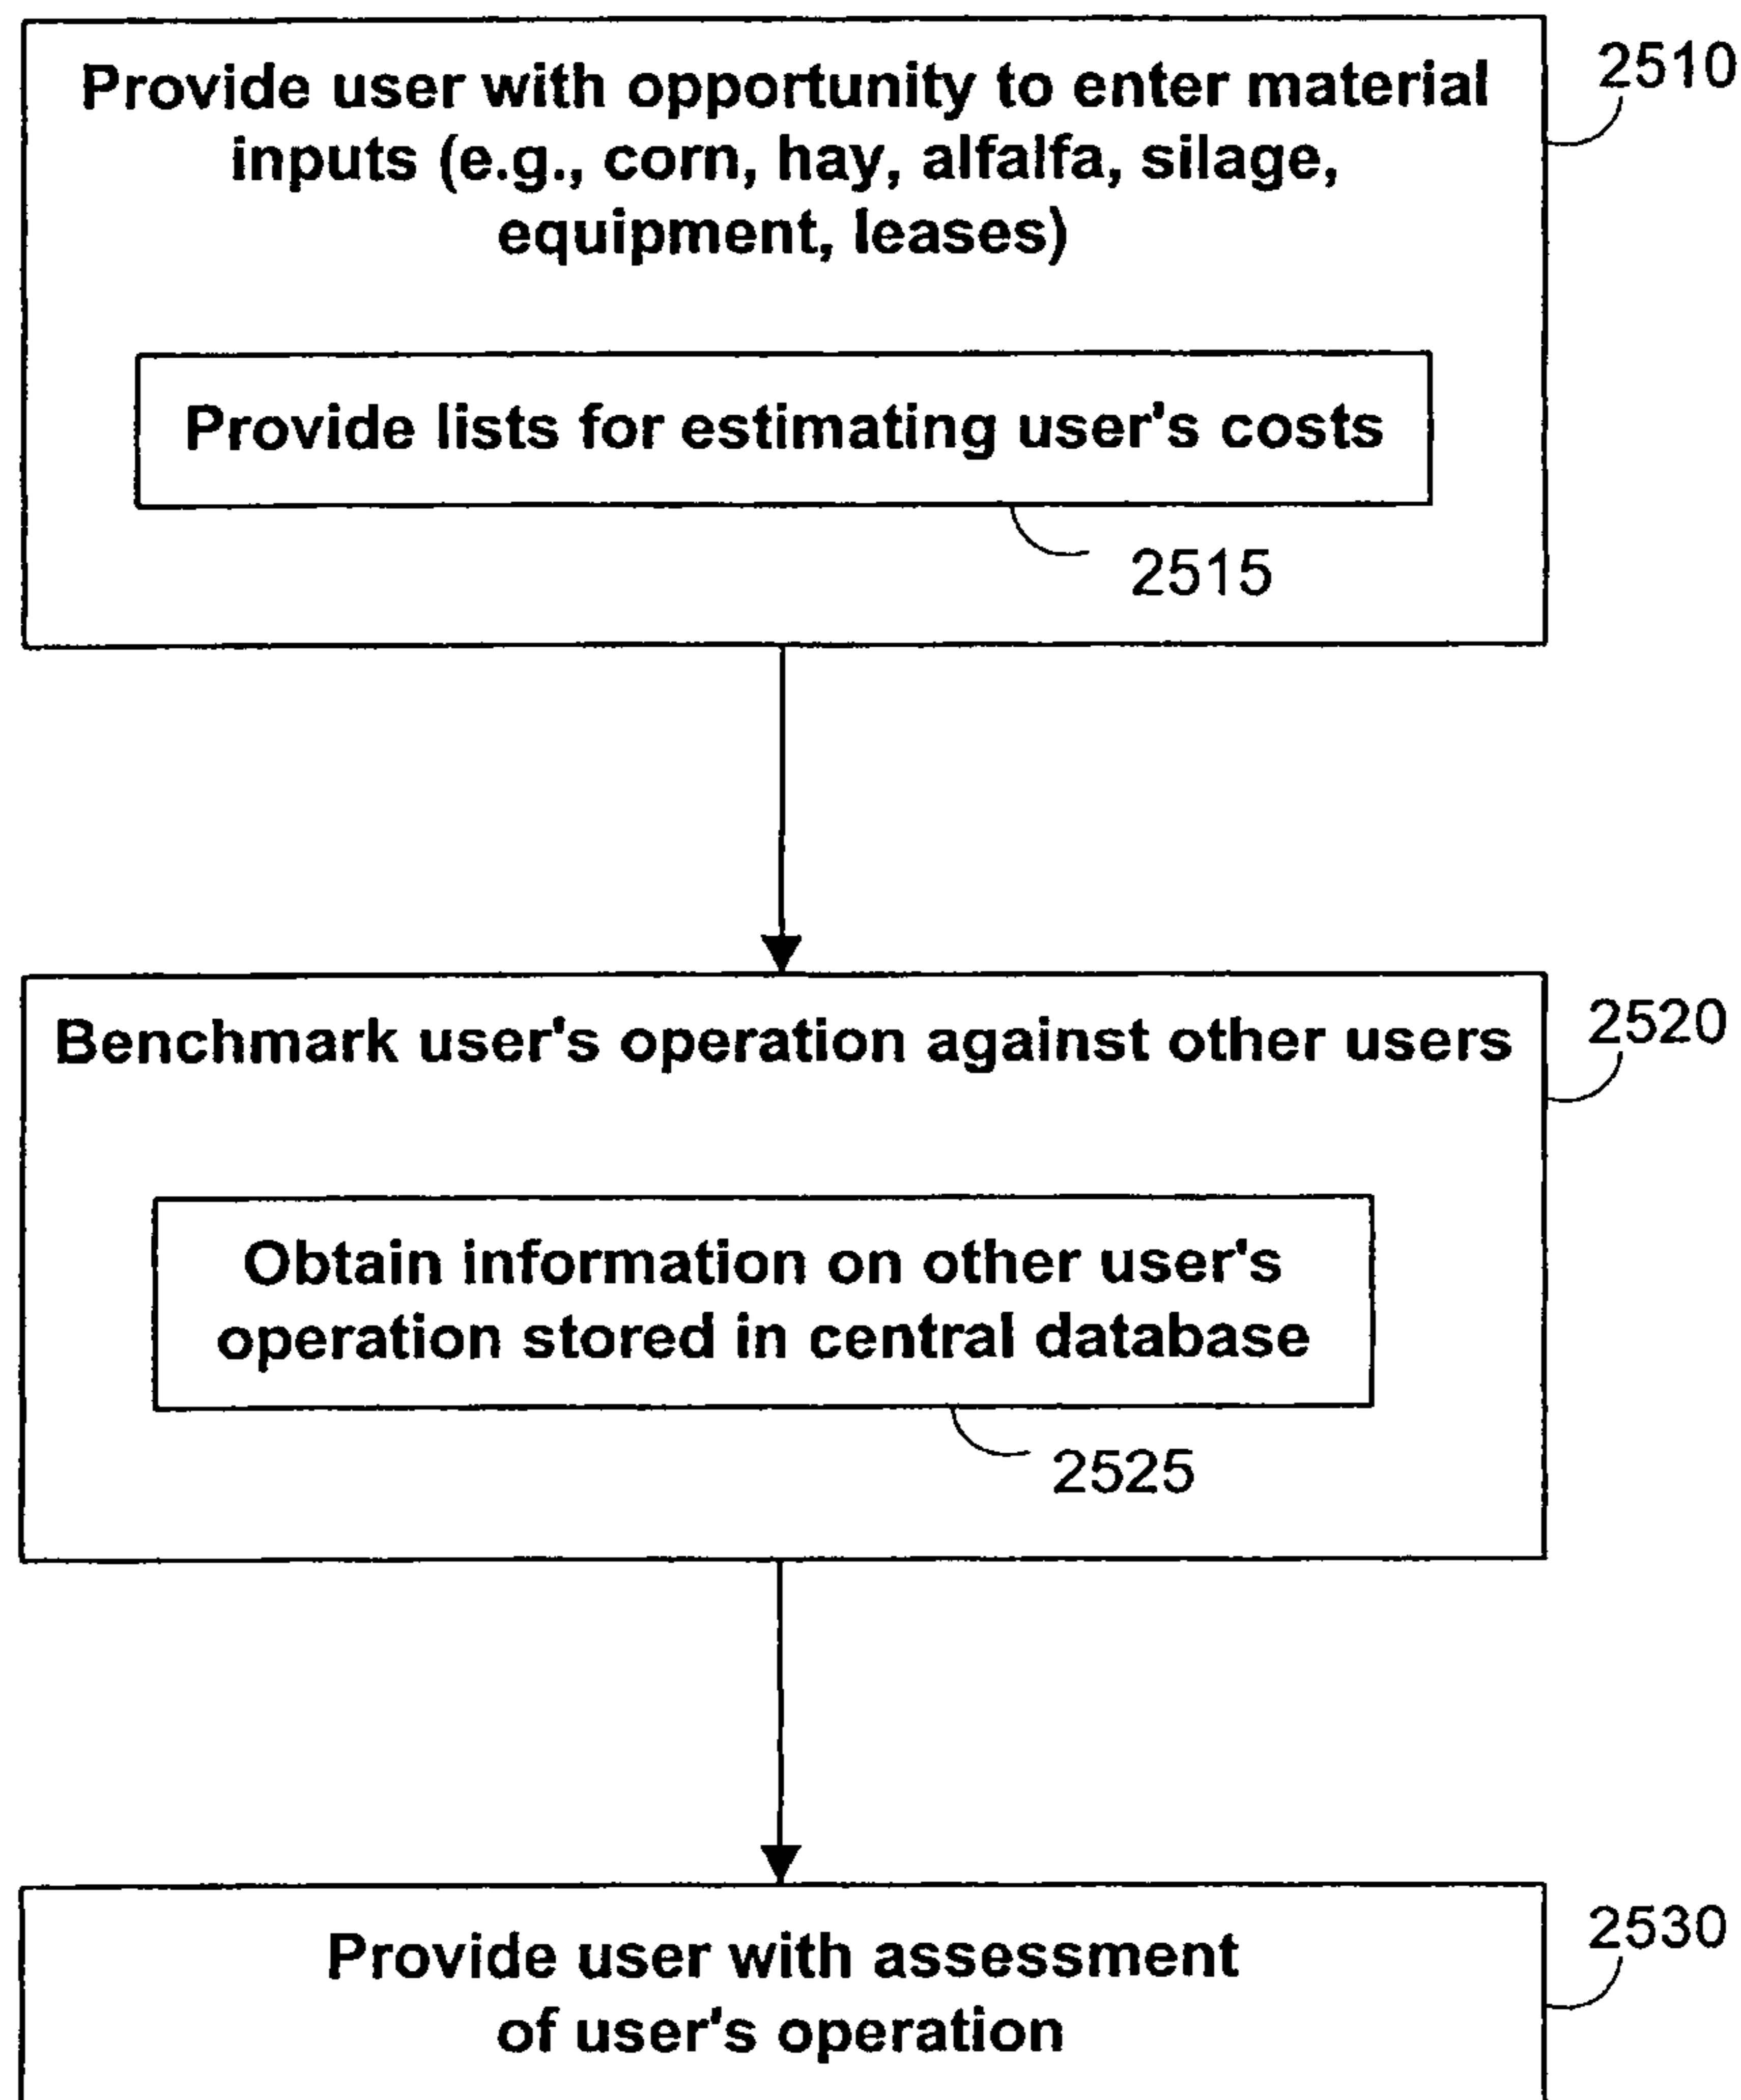 Provide user with opportunity to enter material
inputs (e.g., corn, hay, alfalfa, silage,
equipment, leases)
2510
Provide lists for estimating user's costs
2515
Benchmark user's operation against other users
2520
Obtain information on other user's
operation stored in central database
2525
Provide user with assessment
of user's operation
2530